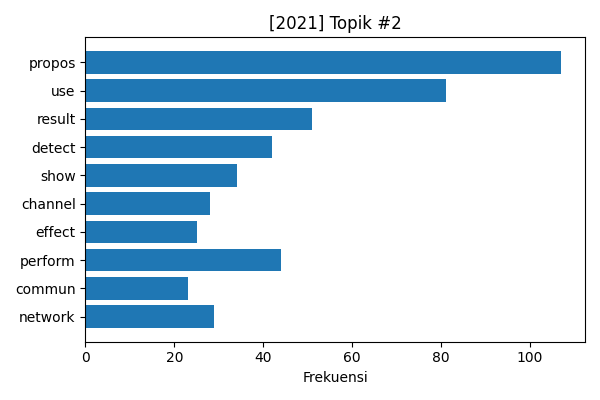 [2021] Topik #2
propos
use
result
detect
show
channel
effect
perform
commun
network
0 20 40 60 80 100
Frekuensi